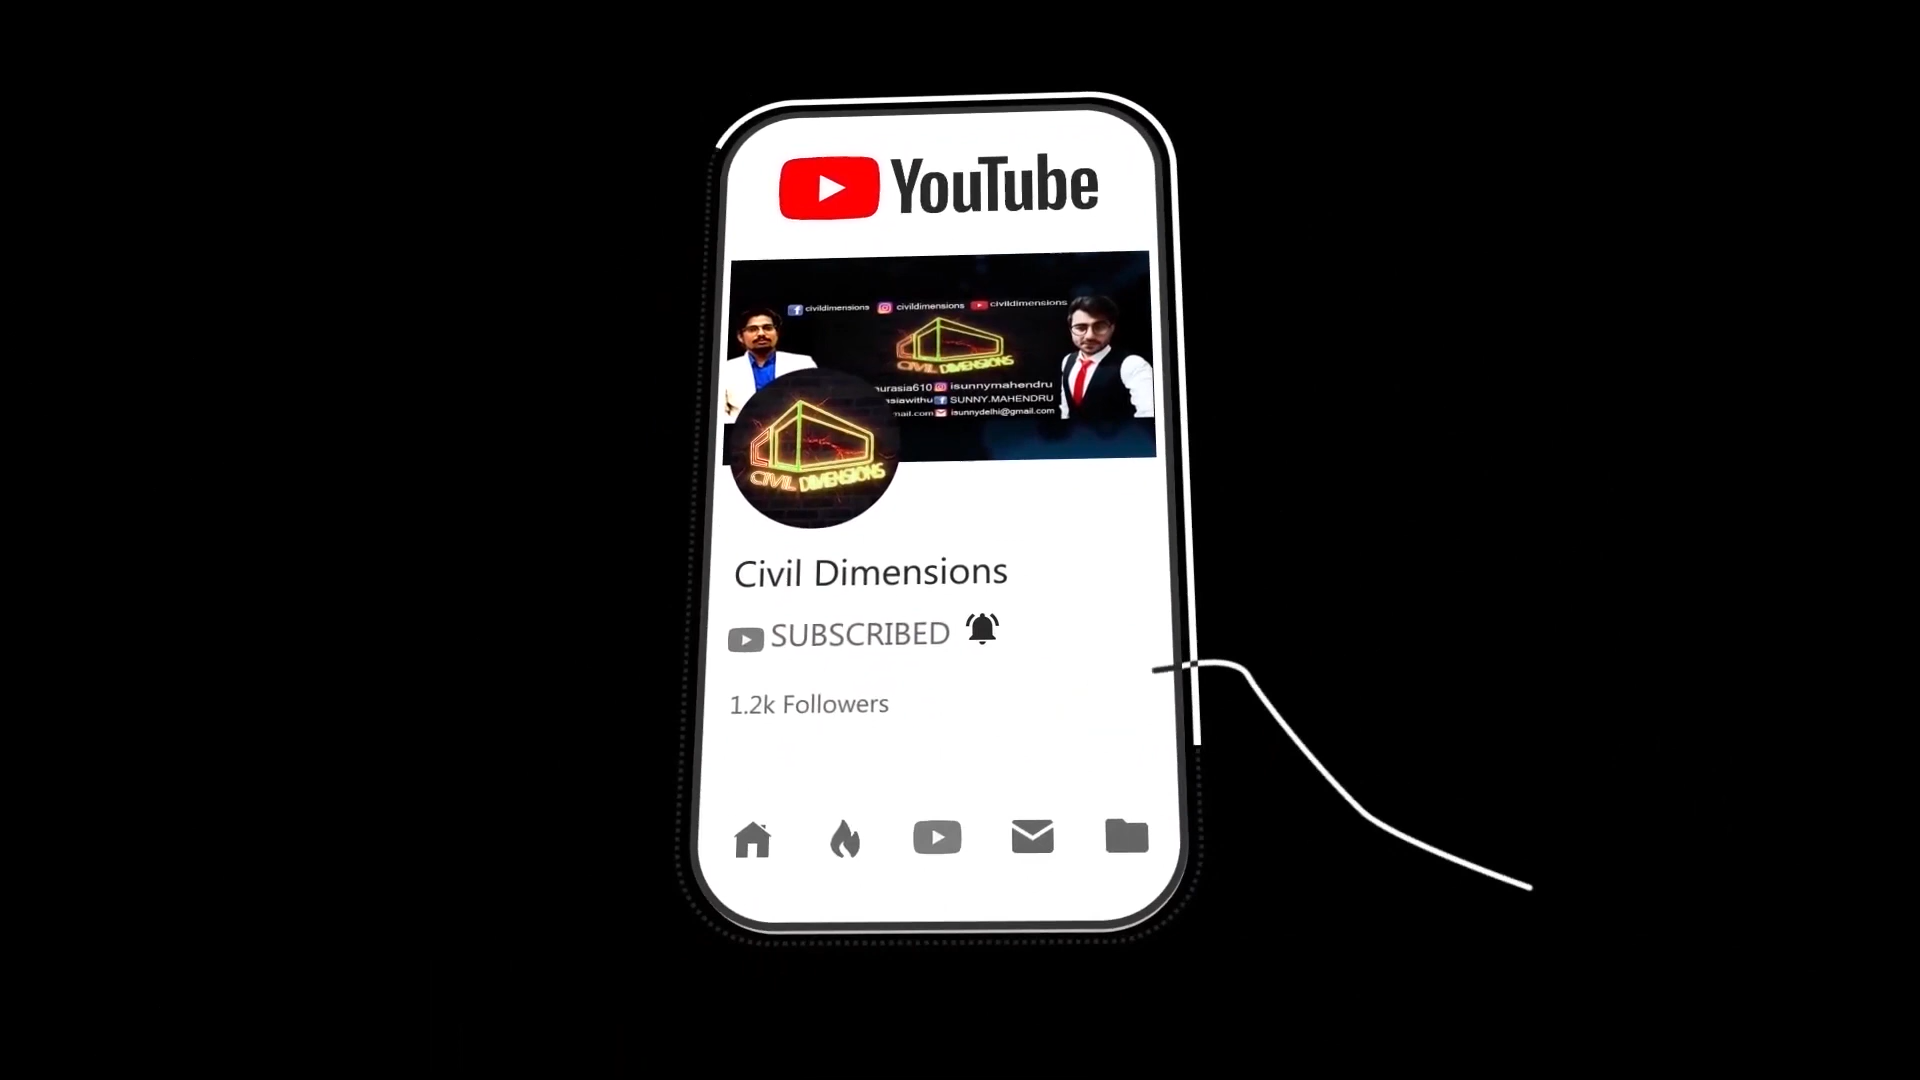 YouTube
civildimensions civildimensions civildimensions
CIVIL DIMENSIONS
isunnymahendru
SUNNY.MAHENDRU
isunnydelhi@gmail.com
CIVIL DIMENSIONS
Civil Dimensions
SUBSCRIBED
1.2k Followers